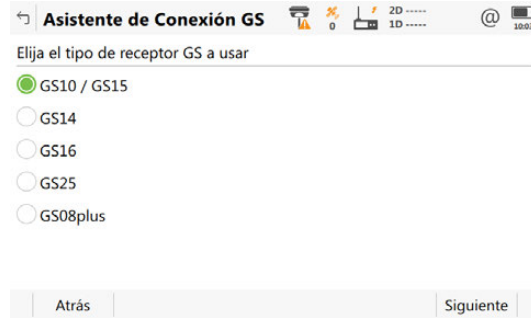 Asistente de Conexión GS
0
2D -----
1D -----
@
Elija el tipo de receptor GS a usar
GS10 / GS15
GS14
GS16
GS25
GS08plus
Atrás
Siguiente